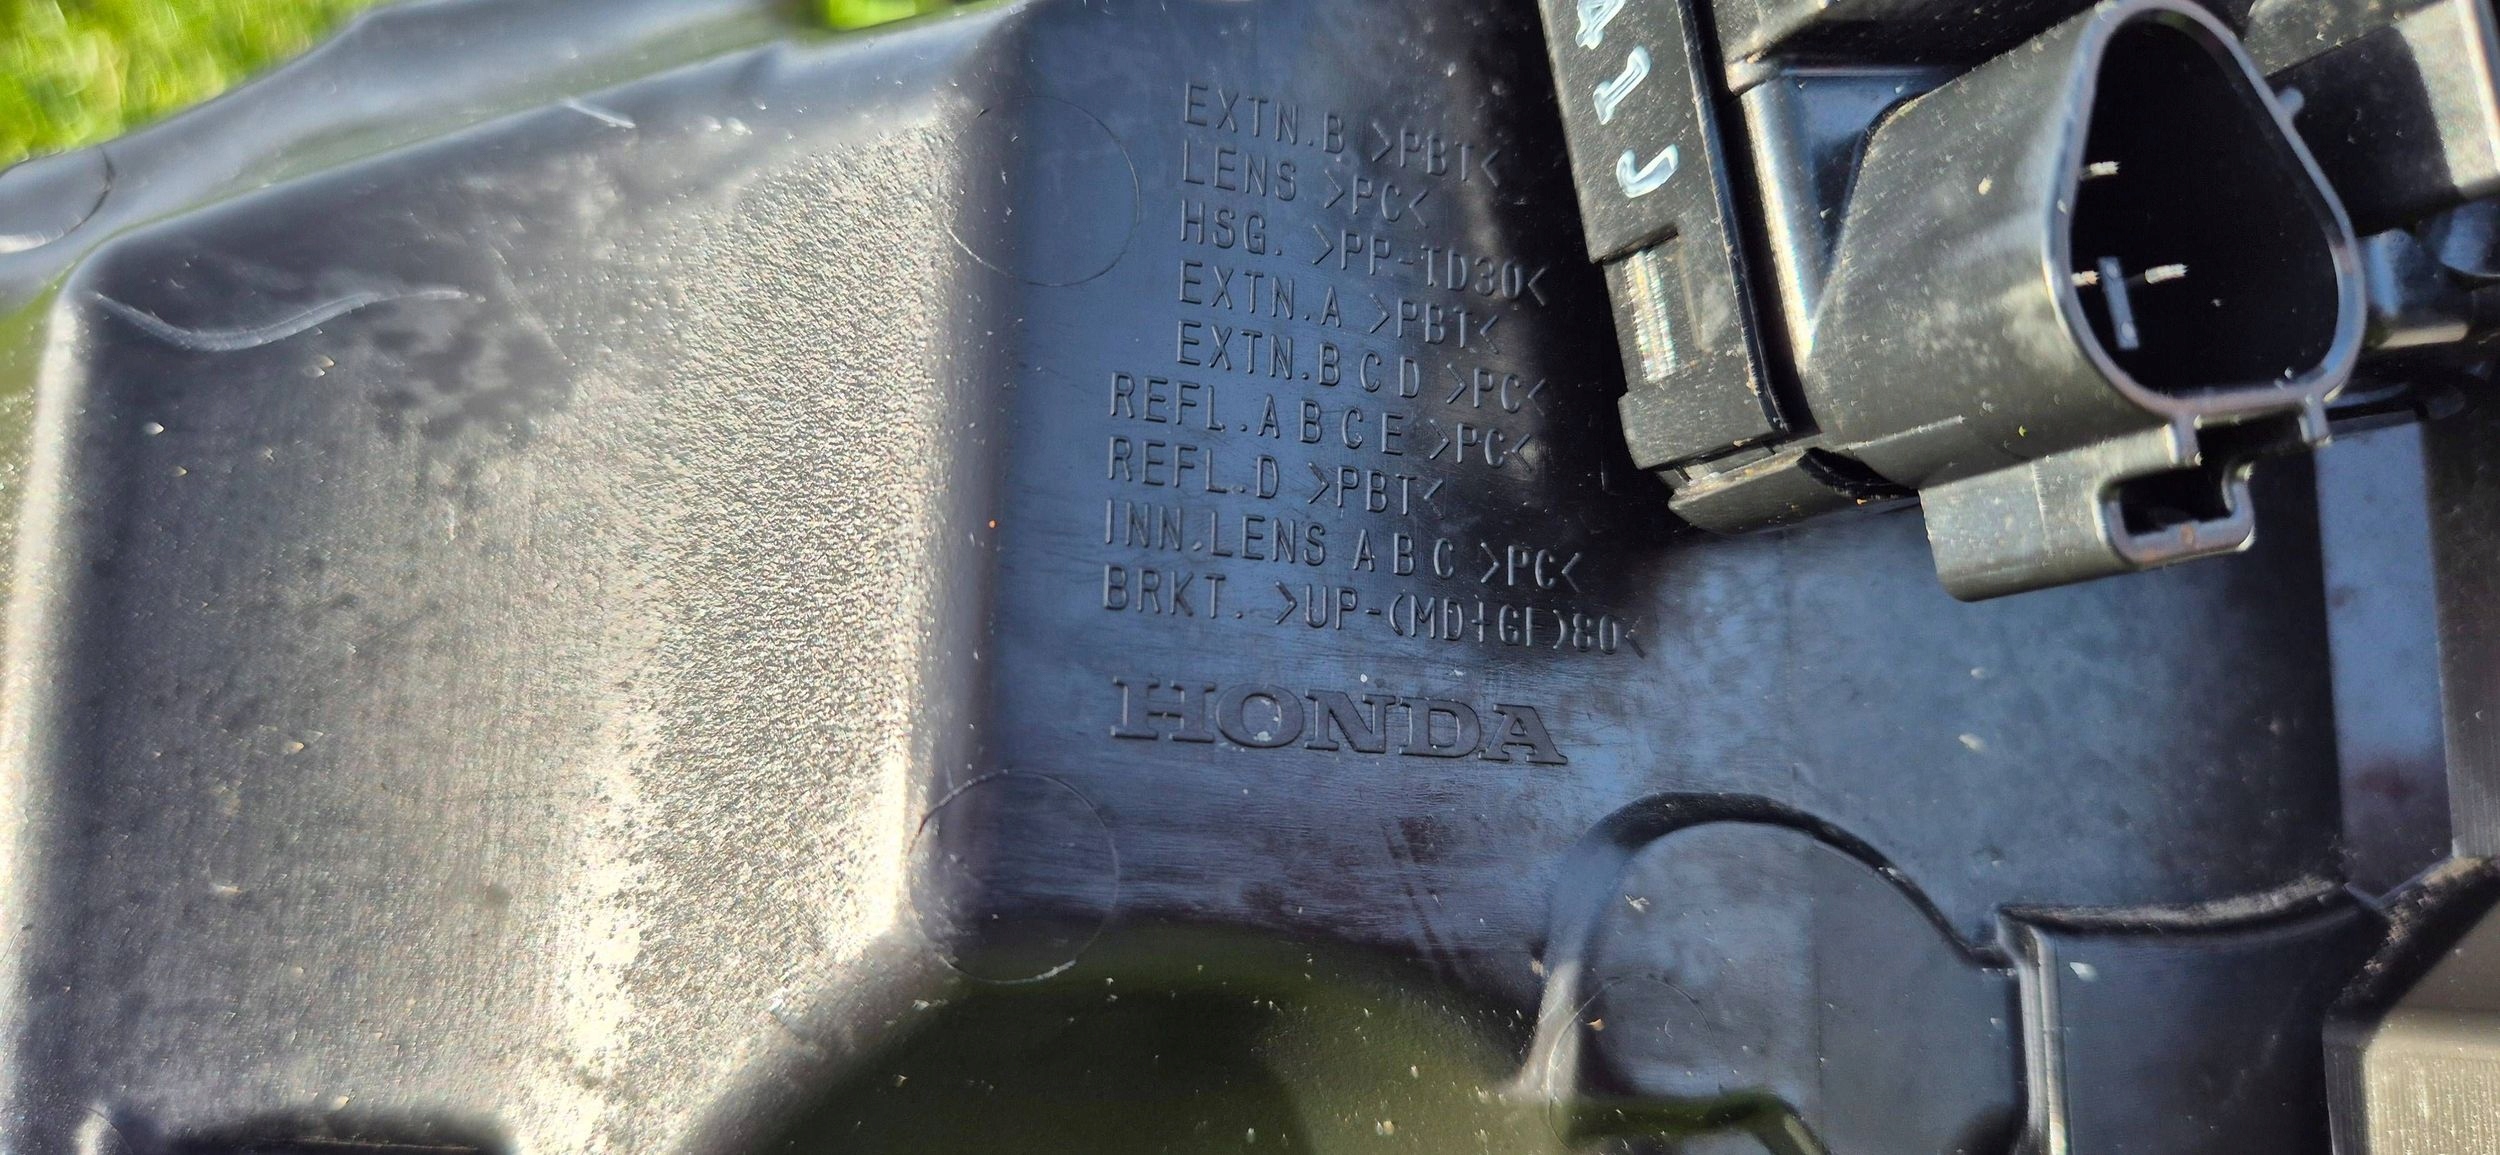 EXTN.B >PBT<
LENS >PC<
HSG. >PP-TD30<
EXTN.A >PBT<
EXTN.B C D >PC<
REFL.A B C E >PC<
REFL.D >PBT<
INN.LENS A B C >PC<
BRKT. >UP-(MD+GF)80<
HONDA